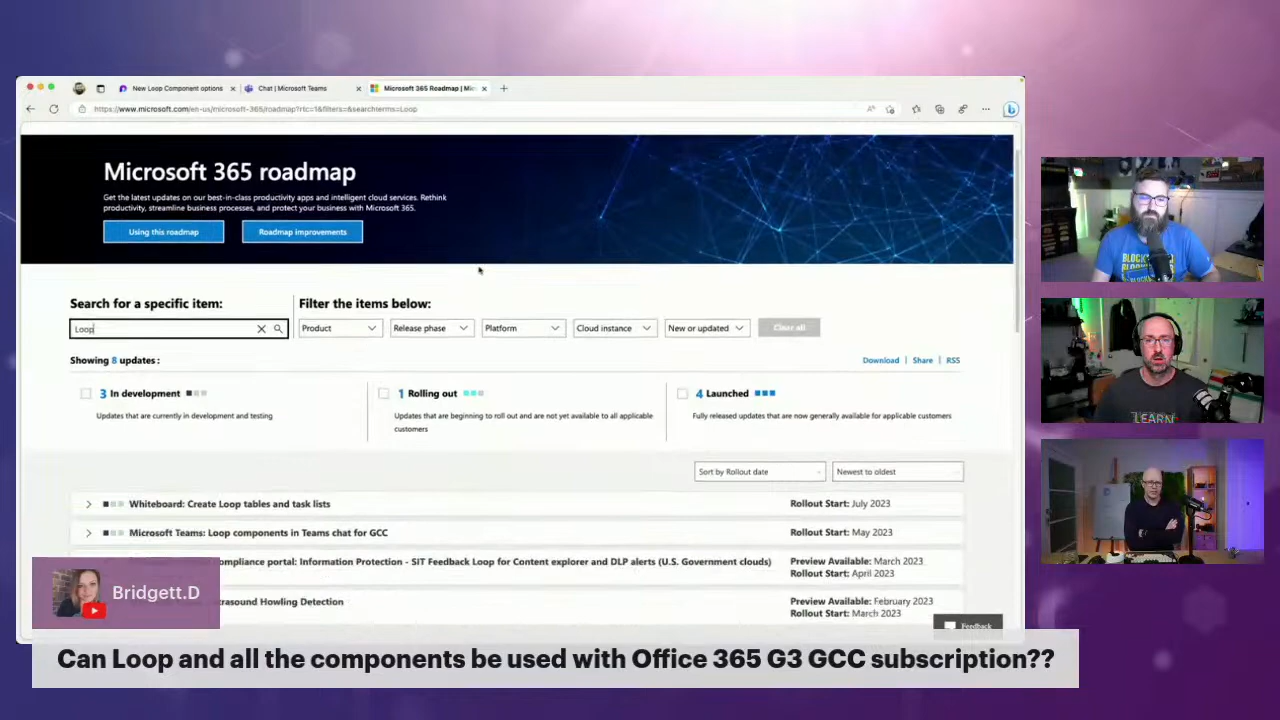 New Loop Component options
Chat | Microsoft Teams
Microsoft 365 Roadmap | Mic
https://www.microsoft.com/en-us/microsoft-365/roadmap?rtc=1&filters=&searchterms=Loop
Microsoft 365 roadmap
Get the latest updates on our best-in-class productivity apps and intelligent cloud services. Rethink
productivity, streamline business processes, and protect your business with Microsoft 365.
Using this roadmap
Roadmap improvements
Search for a specific item:
Filter the items below:
Loop
Product
Release phase
Platform
Cloud instance
New or updated
Clear all
Showing 8 updates :
Download | Share | RSS
3 In development
1 Rolling out
4 Launched
Updates that are currently in development and testing
Updates that are beginning to roll out and are not yet available to all applicable
customers
Fully released updates that are now generally available for applicable customers
Sort by Rollout date
Newest to oldest
Whiteboard: Create Loop tables and task lists
Rollout Start: July 2023
Microsoft Teams: Loop components in Teams chat for GCC
Rollout Start: May 2023
ompliance portal: Information Protection - SIT Feedback Loop for Content explorer and DLP alerts (U.S. Government clouds)
Preview Available: March 2023
Rollout Start: April 2023
rasound Howling Detection
Preview Available: February 2023
Rollout Start: March 2023
Feedback
Bridgett.D
Can Loop and all the components be used with Office 365 G3 GCC subscription??
LEARN